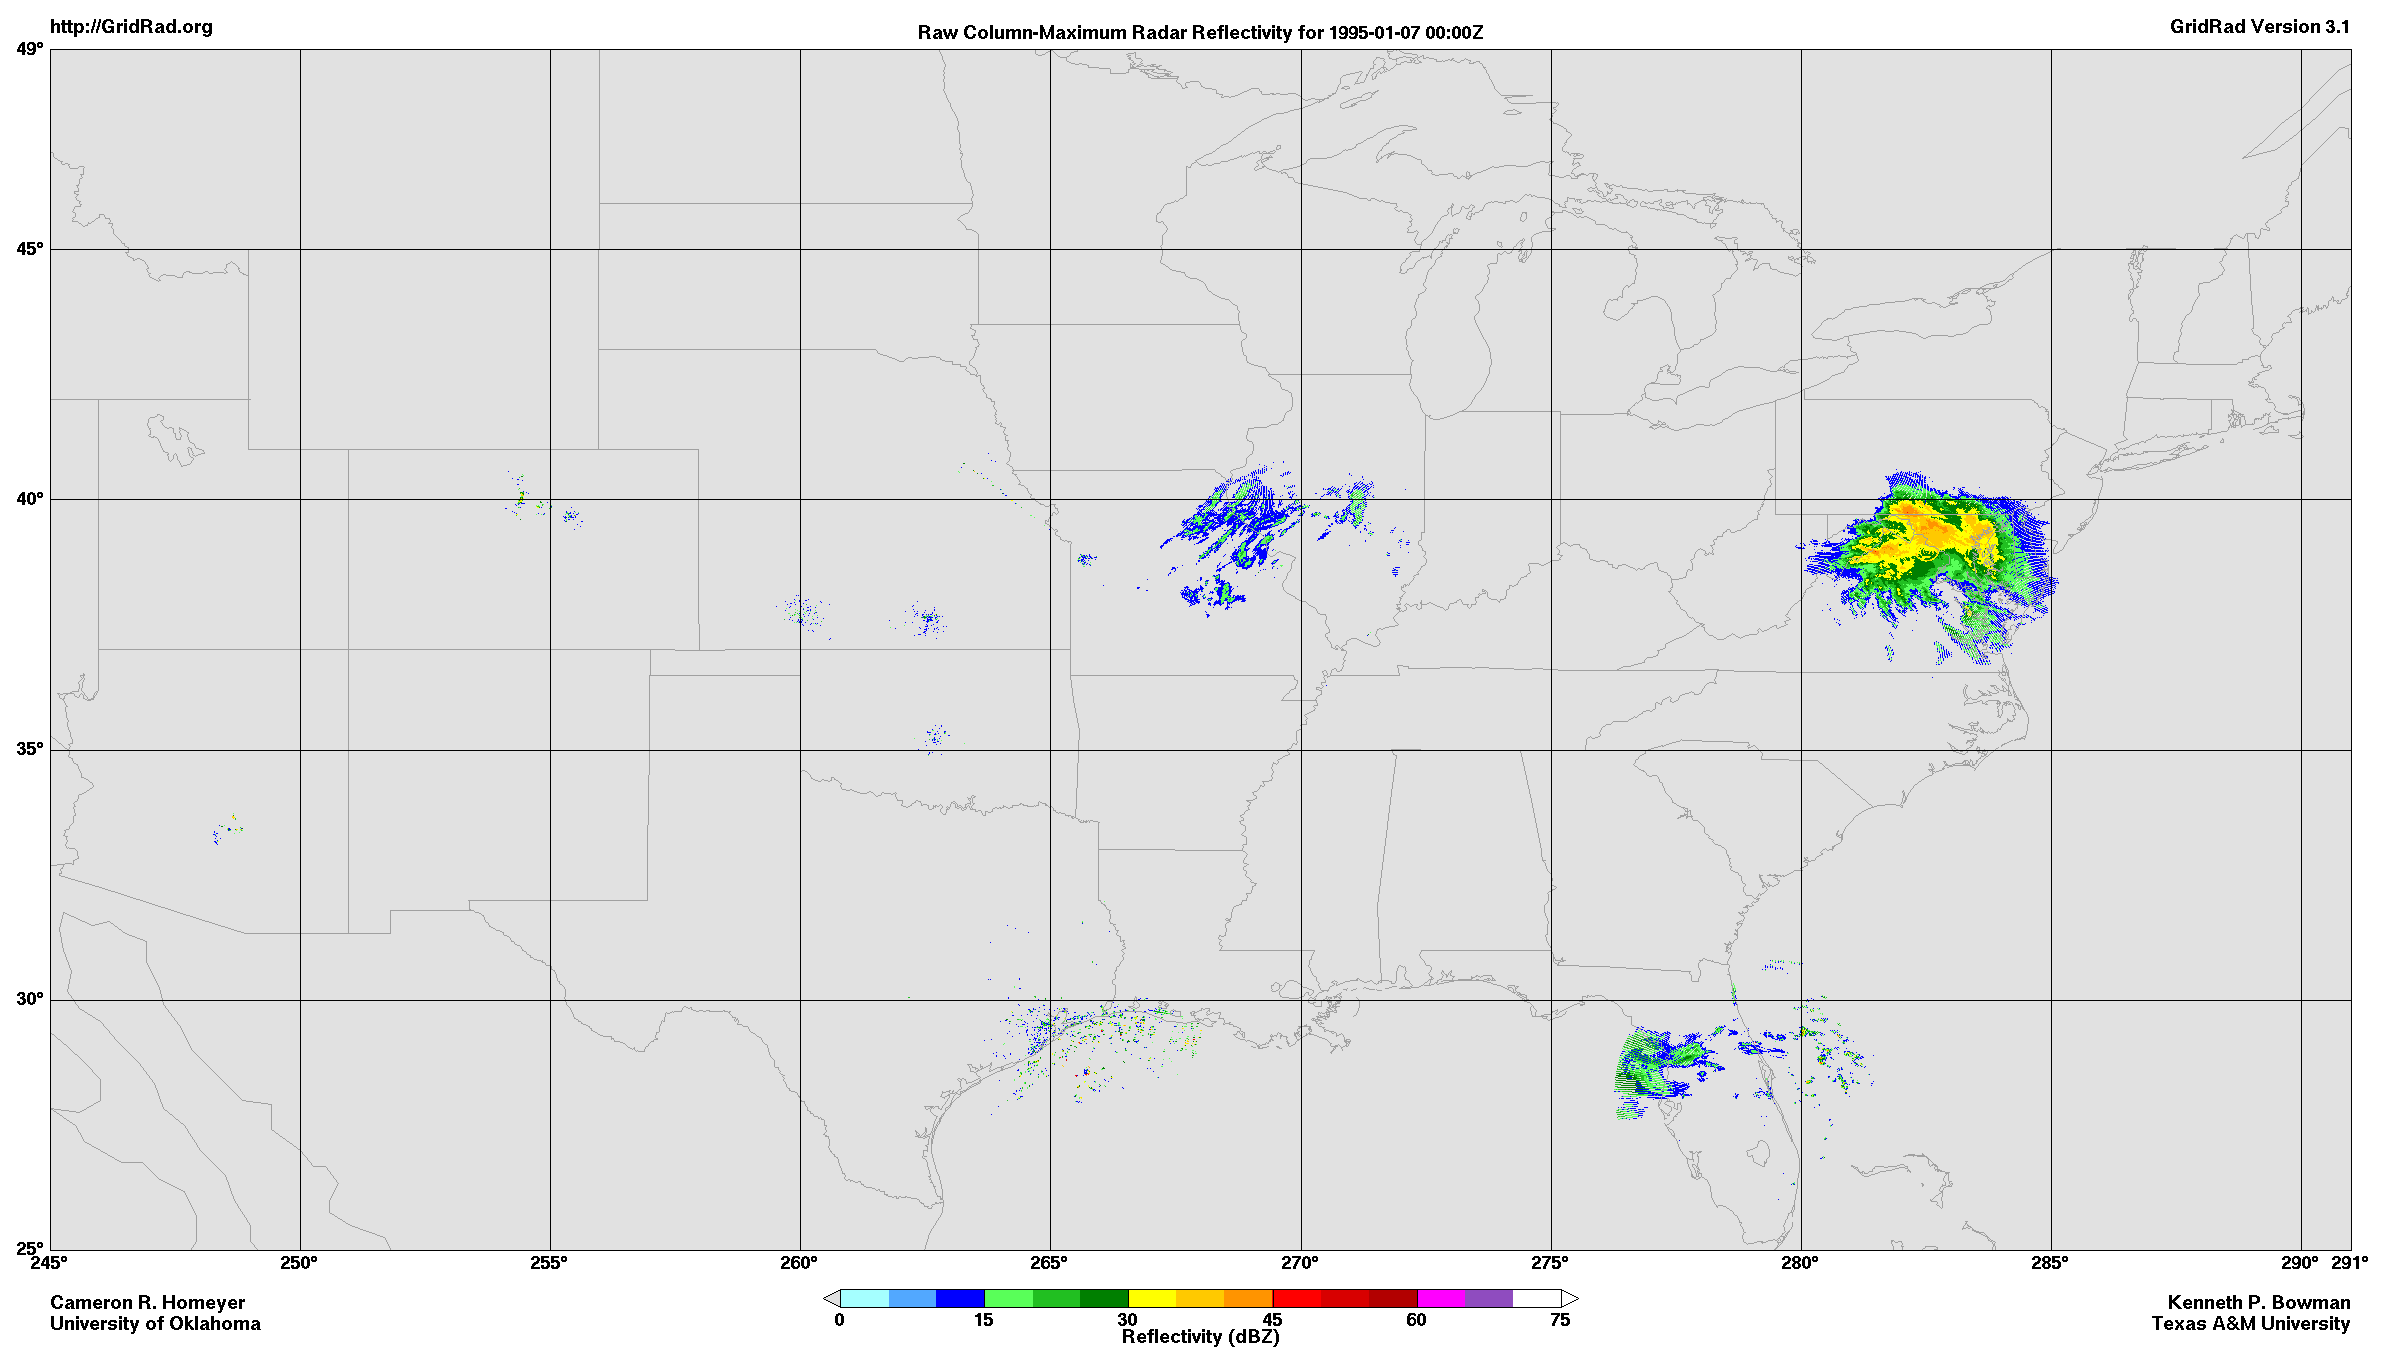 http://GridRad.org
Raw Column-Maximum Radar Reflectivity for 1995-01-07 00:00Z
GridRad Version 3.1
49°
45°
40°
35°
30°
25°
245°
250°
255°
260°
265°
270°
275°
280°
285°
290°
291°
0
15
30
45
60
75
Reflectivity (dBZ)
Cameron R. Homeyer
University of Oklahoma
Kenneth P. Bowman
Texas A&M University